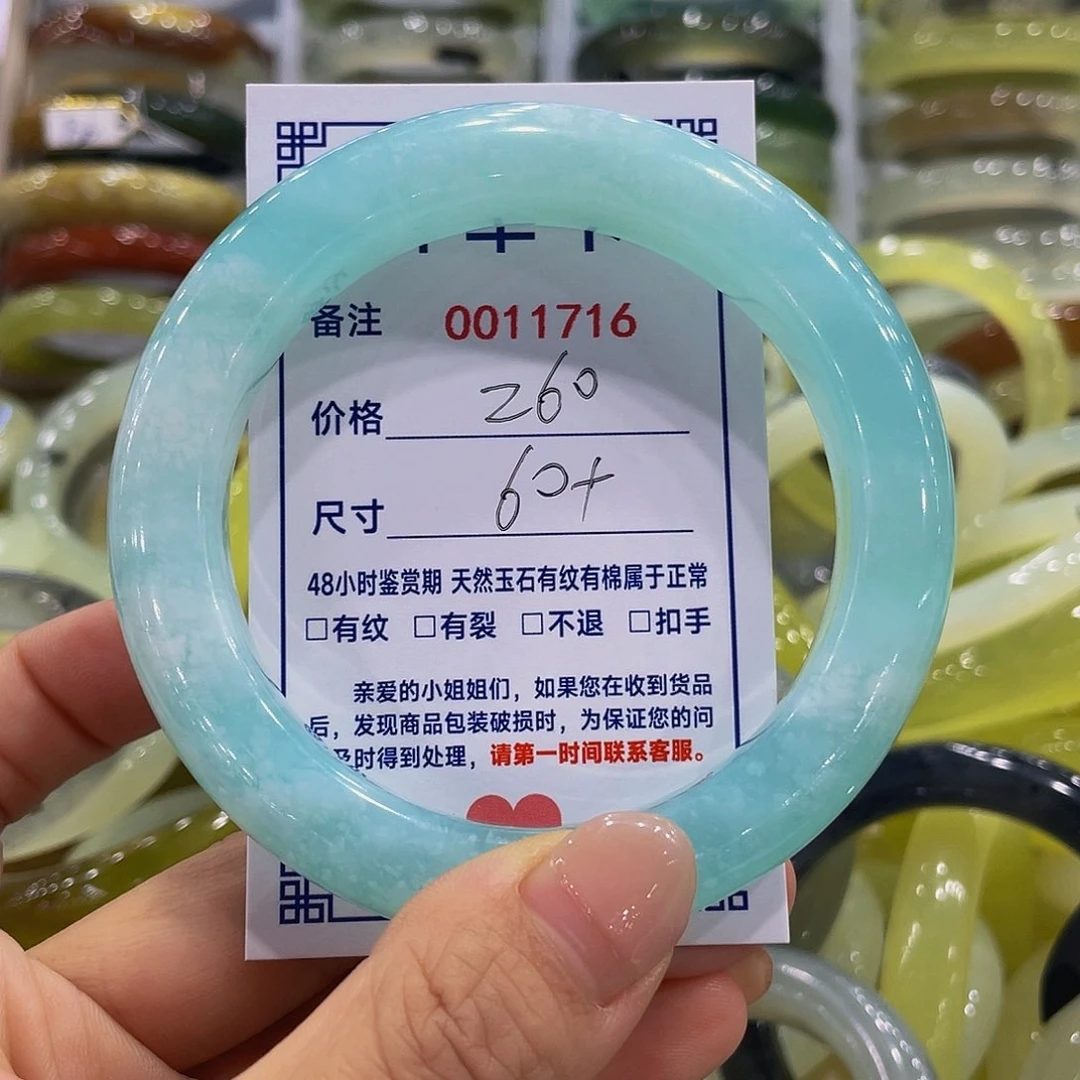 备注 0011716
价格 260
尺寸 60+
48小时鉴赏期 天然玉石有纹有棉属于正常
□有纹 □有裂 □不退 □扣手
亲爱的小姐姐们，如果您在收到货品
后，发现商品包装破损时，为保证您的问
及时得到处理，请第一时间联系客服。